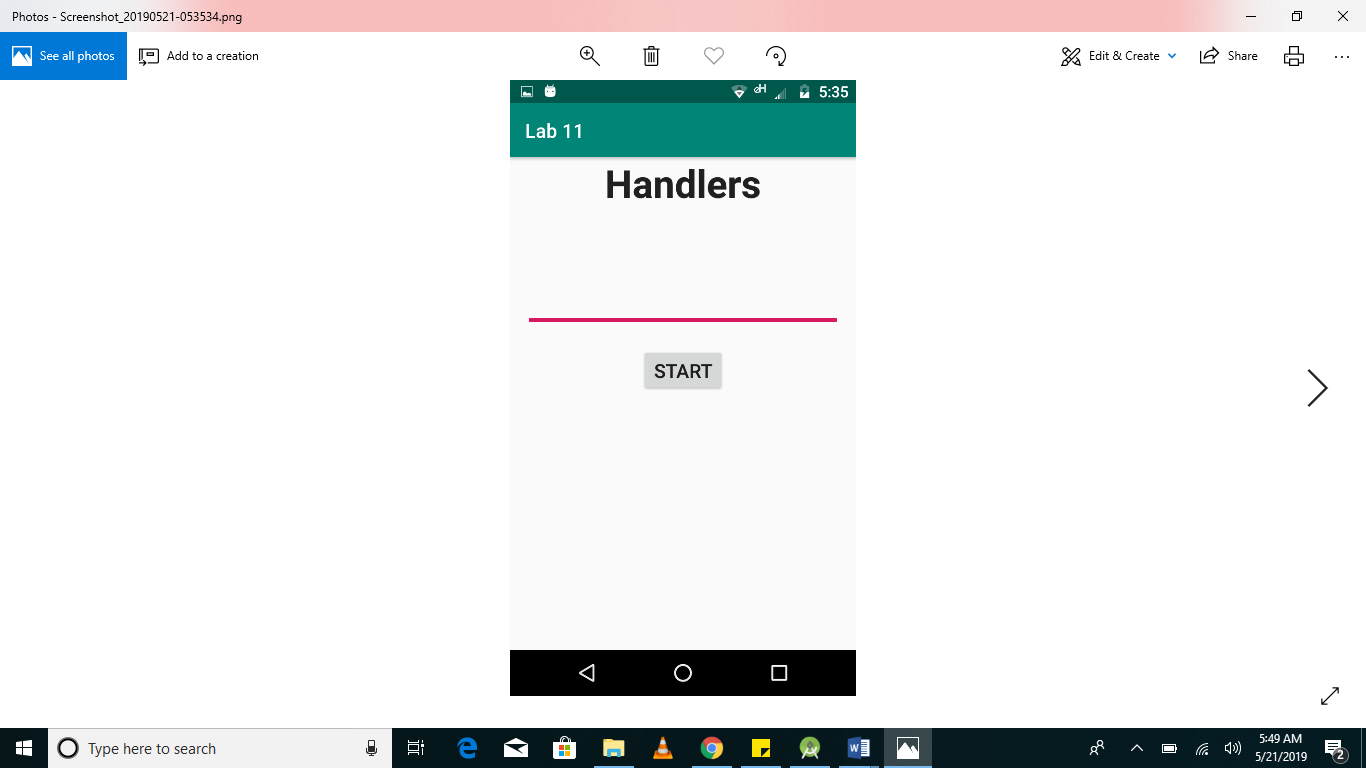 Photos - Screenshot_20190521-053534.png
See all photos
Add to a creation
Edit & Create
Share
5:35
Lab 11
Handlers
START
Type here to search
5:49 AM
5/21/2019
2